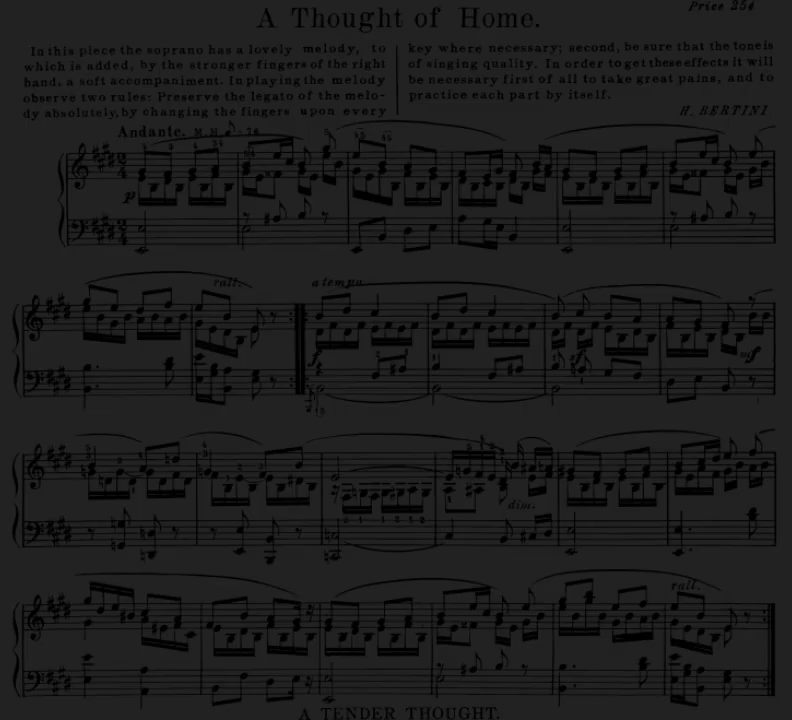 A Thought of Home.
Price 25¢
In this piece the soprano has a lovely melody, to
which is added, by the stronger fingers of the right
hand, a soft accompaniment. In playing the melody
observe two rules: Preserve the legato of the melo-
dy absolutely, by changing the fingers upon every
key where necessary; second, be sure that the tone is
of singing quality. In order to get these effects it will
be necessary first of all to take great pains, and to
practice each part by itself.
H. BERTINI
Andante. M.M. ♪ = 76
p
rall.
a tempo
mf
dim.
rall.
A TENDER THOUGHT.